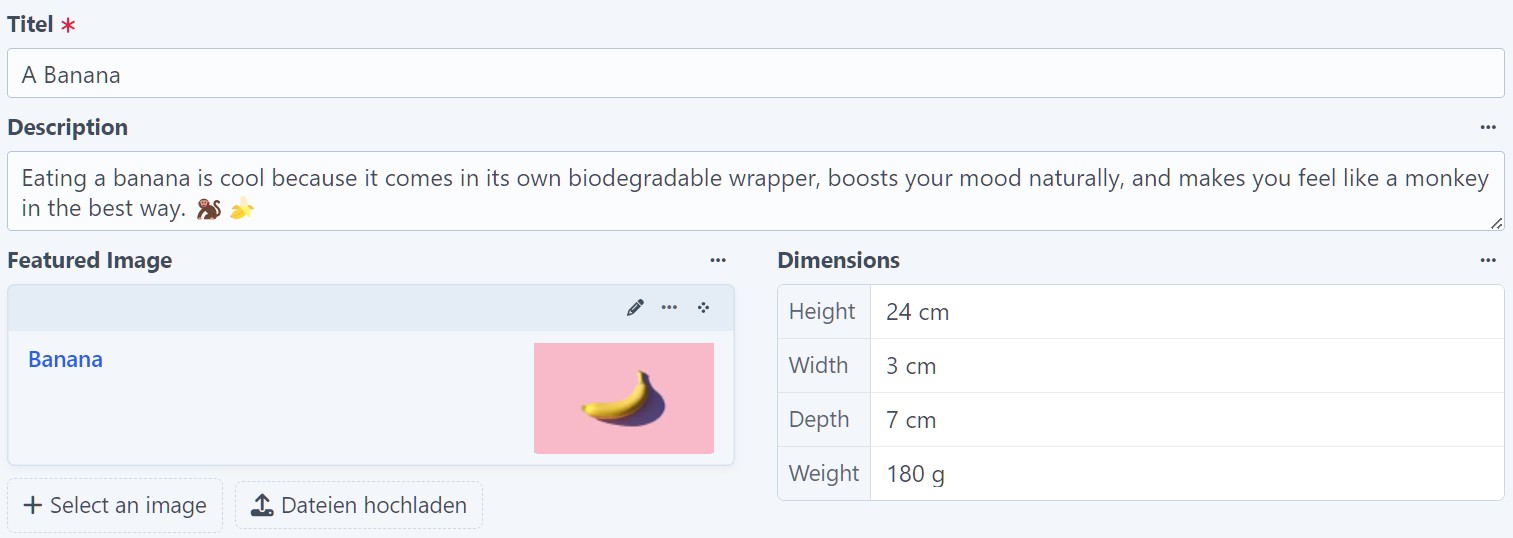 Titel *
A Banana
Description
Eating a banana is cool because it comes in its own biodegradable wrapper, boosts your mood naturally, and makes you feel like a monkey
in the best way. 🐒 🍌
Featured Image
Banana
Select an image
Dateien hochladen
Dimensions
Height 24 cm
Width 3 cm
Depth 7 cm
Weight 180 g